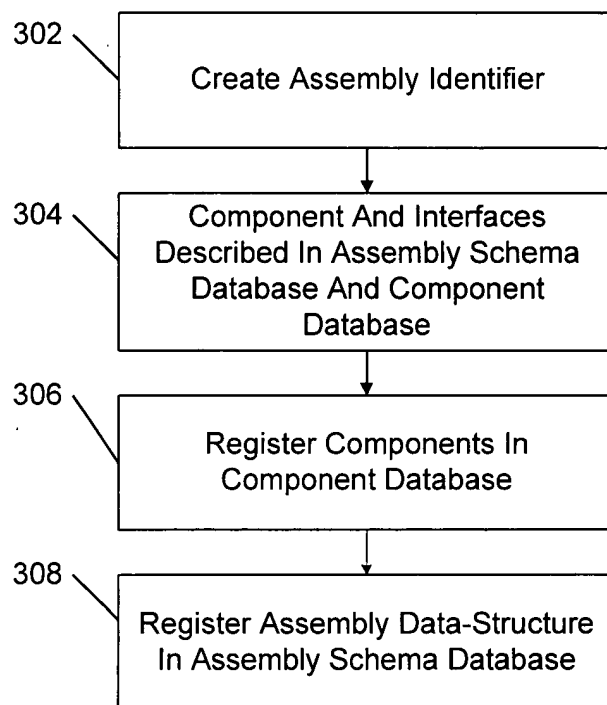 302
Create Assembly Identifier
304
Component And Interfaces
Described In Assembly Schema
Database And Component
Database
306
Register Components In
Component Database
308
Register Assembly Data-Structure
In Assembly Schema Database